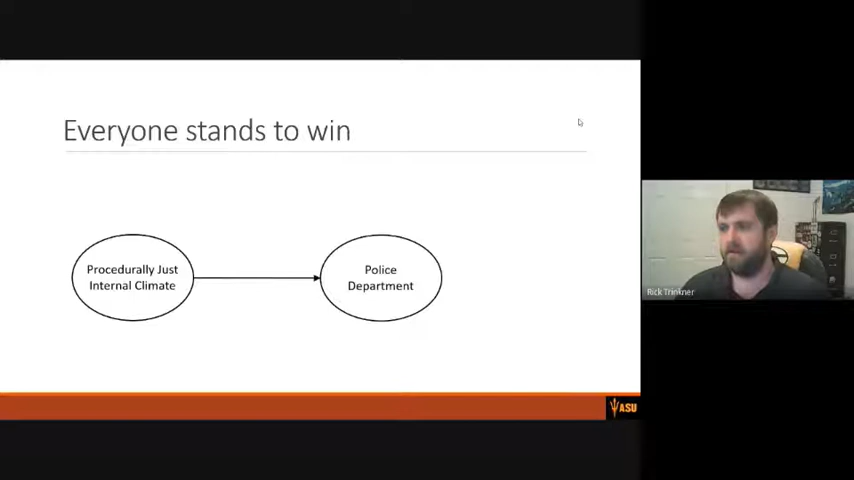 Everyone stands to win
Procedurally Just
Internal Climate
Police
Department
Rick Trinkner
ASU